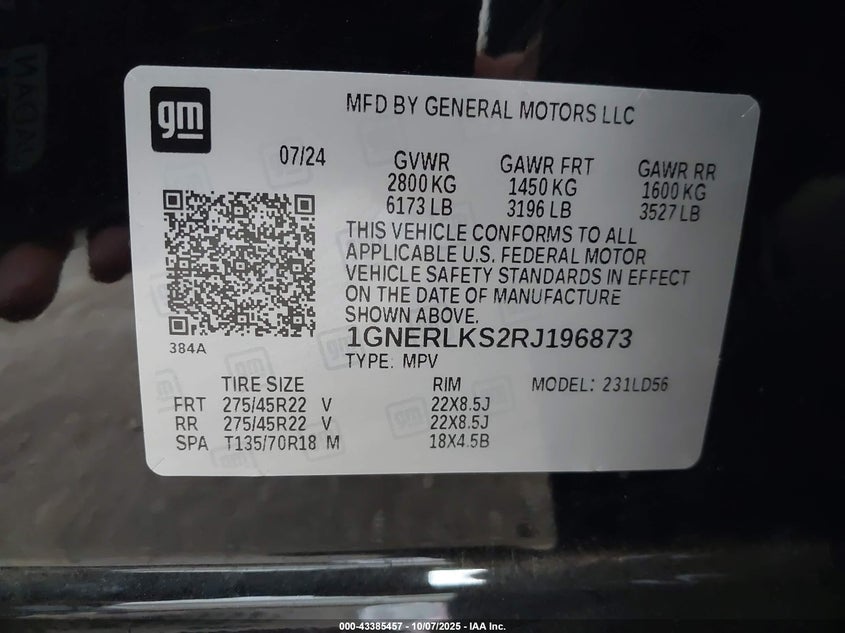 gm
MFD BY GENERAL MOTORS LLC
07/24 GVWR GAWR FRT GAWR RR
2800 KG 1450 KG 1600 KG
6173 LB 3196 LB 3527 LB
THIS VEHICLE CONFORMS TO ALL
APPLICABLE U.S. FEDERAL MOTOR
VEHICLE SAFETY STANDARDS IN EFFECT
ON THE DATE OF MANUFACTURE
SHOWN ABOVE.
384A
1GNERLKS2RJ196873
TYPE: MPV
TIRE SIZE RIM MODEL: 231LD56
FRT 275/45R22 V 22X8.5J
RR 275/45R22 V 22X8.5J
SPA T135/70R18 M 18X4.5B
000-43385457 - 10/07/2025 - IAA Inc.